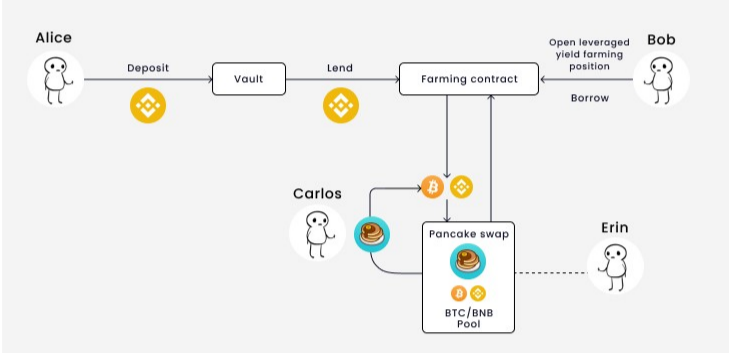 Alice
Deposit
Vault
Lend
Farming contract
Open leveraged
yield farming
position
Borrow
Bob
Carlos
Pancake swap
BTC/BNB
Pool
Erin